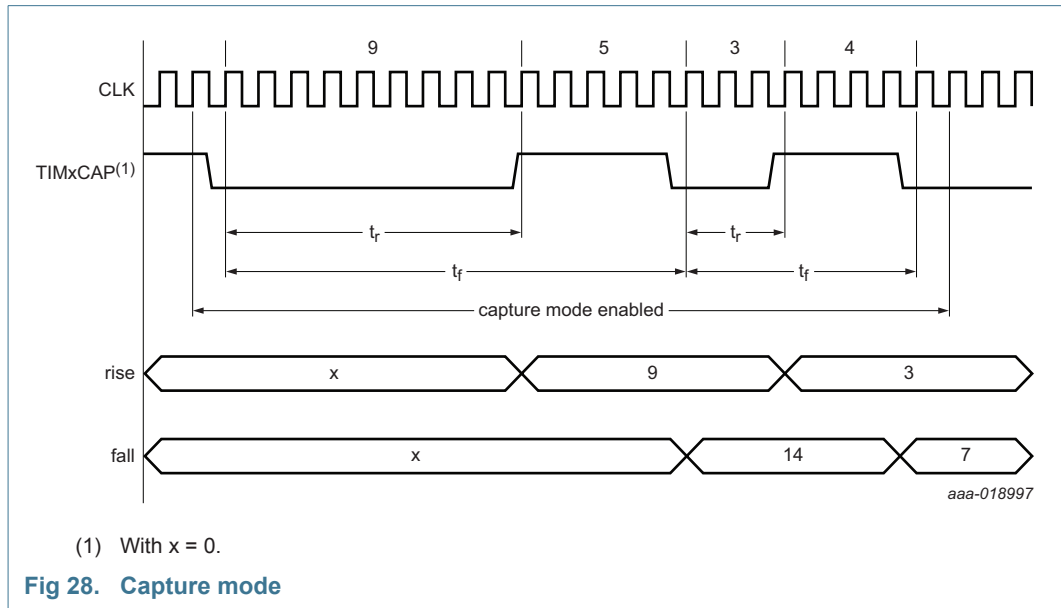 9 5 3 4
CLK
TIMxCAP(1)
tr tr
tf tf
capture mode enabled
rise x 9 3
fall x 14 7
aaa-018997
(1) With x = 0.
Fig 28. Capture mode